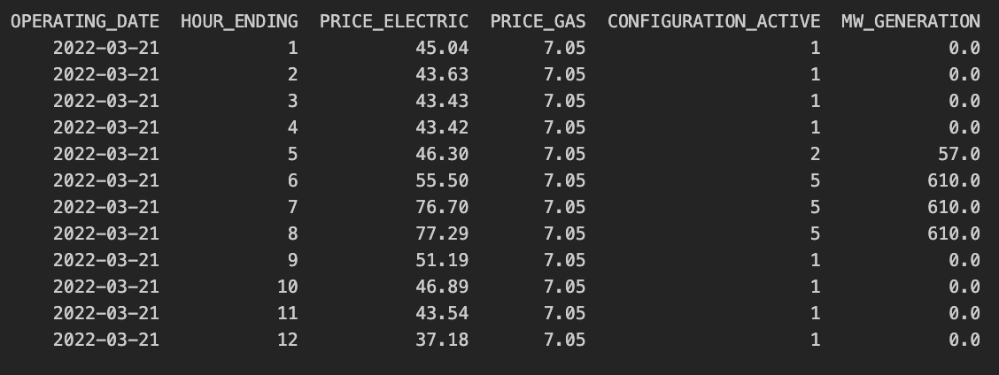 OPERATING_DATE HOUR_ENDING PRICE_ELECTRIC PRICE_GAS CONFIGURATION_ACTIVE MW_GENERATION
2022-03-21 1 45.04 7.05 1 0.0
2022-03-21 2 43.63 7.05 1 0.0
2022-03-21 3 43.43 7.05 1 0.0
2022-03-21 4 43.42 7.05 1 0.0
2022-03-21 5 46.30 7.05 2 57.0
2022-03-21 6 55.50 7.05 5 610.0
2022-03-21 7 76.70 7.05 5 610.0
2022-03-21 8 77.29 7.05 5 610.0
2022-03-21 9 51.19 7.05 1 0.0
2022-03-21 10 46.89 7.05 1 0.0
2022-03-21 11 43.54 7.05 1 0.0
2022-03-21 12 37.18 7.05 1 0.0